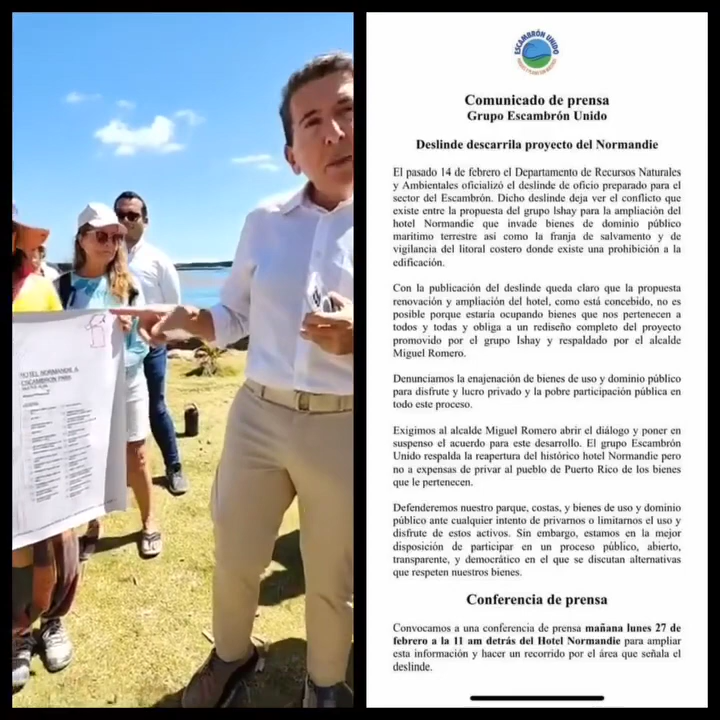 HOTEL NORMANDIE &
ESCAMBRON PARK
ESCAMBRÓN UNIDO
Comunicado de prensa
Grupo Escambrón Unido
Deslinde descarrila proyecto del Normandie
El pasado 14 de febrero el Departamento de Recursos Naturales
y Ambientales oficializó el deslinde de oficio preparado para el
sector del Escambrón. Dicho deslinde deja ver el conflicto que
existe entre la propuesta del grupo Ishay para la ampliación del
hotel Normandie que invade bienes de dominio público
marítimo terrestre así como la franja de salvamento y de
vigilancia del litoral costero donde existe una prohibición a la
edificación.
Con la publicación del deslinde queda claro que la propuesta
renovación y ampliación del hotel, como está concebido, no es
posible porque estaría ocupando bienes que nos pertenecen a
todos y todas y obliga a un rediseño completo del proyecto
promovido por el grupo Ishay y respaldado por el alcalde
Miguel Romero.
Denunciamos la enajenación de bienes de uso y dominio público
para disfrute y lucro privado y la pobre participación pública en
todo este proceso.
Exigimos al alcalde Miguel Romero abrir el diálogo y poner en
suspenso el acuerdo para este desarrollo. El grupo Escambrón
Unido respalda la reapertura del histórico hotel Normandie pero
no a expensas de privar al pueblo de Puerto Rico de los bienes
que le pertenecen.
Defenderemos nuestro parque, costas, y bienes de uso y dominio
público ante cualquier intento de privarnos o limitarnos el uso y
disfrute de estos activos. Sin embargo, estamos en la mejor
disposición de participar en un proceso público, abierto,
transparente, y democrático en el que se discutan alternativas
que respeten nuestros bienes.
Conferencia de prensa
Convocamos a una conferencia de prensa mañana lunes 27 de
febrero a la 11 am detrás del Hotel Normandie para ampliar
esta información y hacer un recorrido por el área que señala el
deslinde.